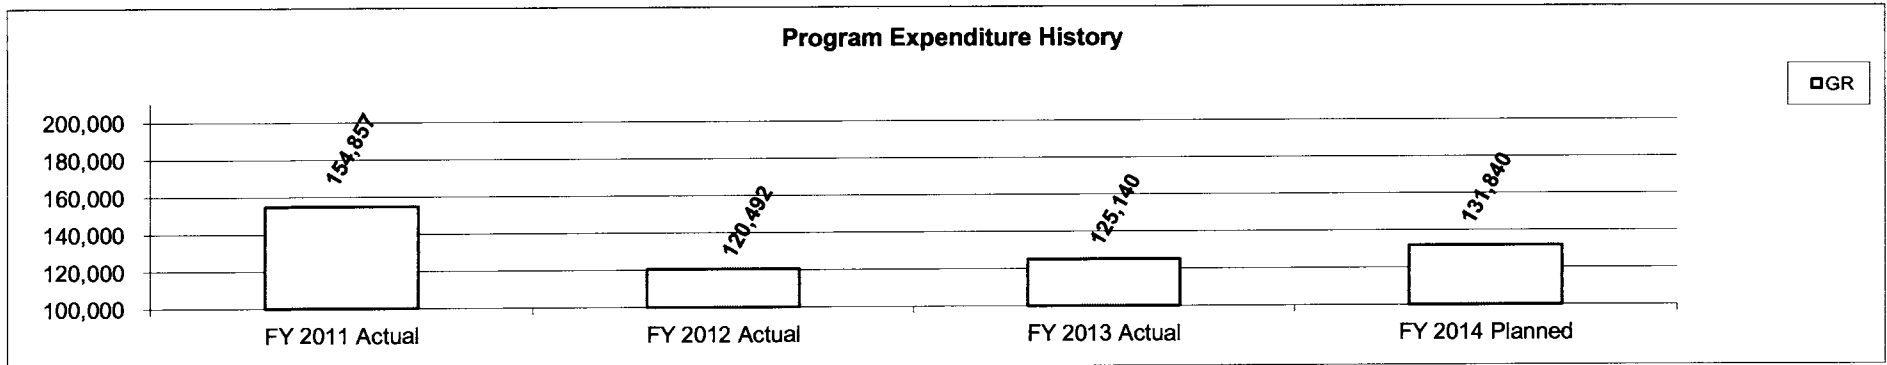 Program Expenditure History
GR
200,000
180,000
160,000
140,000
120,000
100,000
154,857
120,492
125,140
131,840
FY 2011 Actual
FY 2012 Actual
FY 2013 Actual
FY 2014 Planned